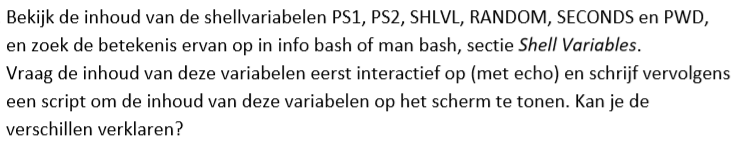 Bekijk de inhoud van de shellvariabelen PS1, PS2, SHLVL, RANDOM, SECONDS en PWD,
en zoek de betekenis ervan op in info bash of man bash, sectie Shell Variables.
Vraag de inhoud van deze variabelen eerst interactief op (met echo) en schrijf vervolgens
een script om de inhoud van deze variabelen op het scherm te tonen. Kan je de
verschillen verklaren?